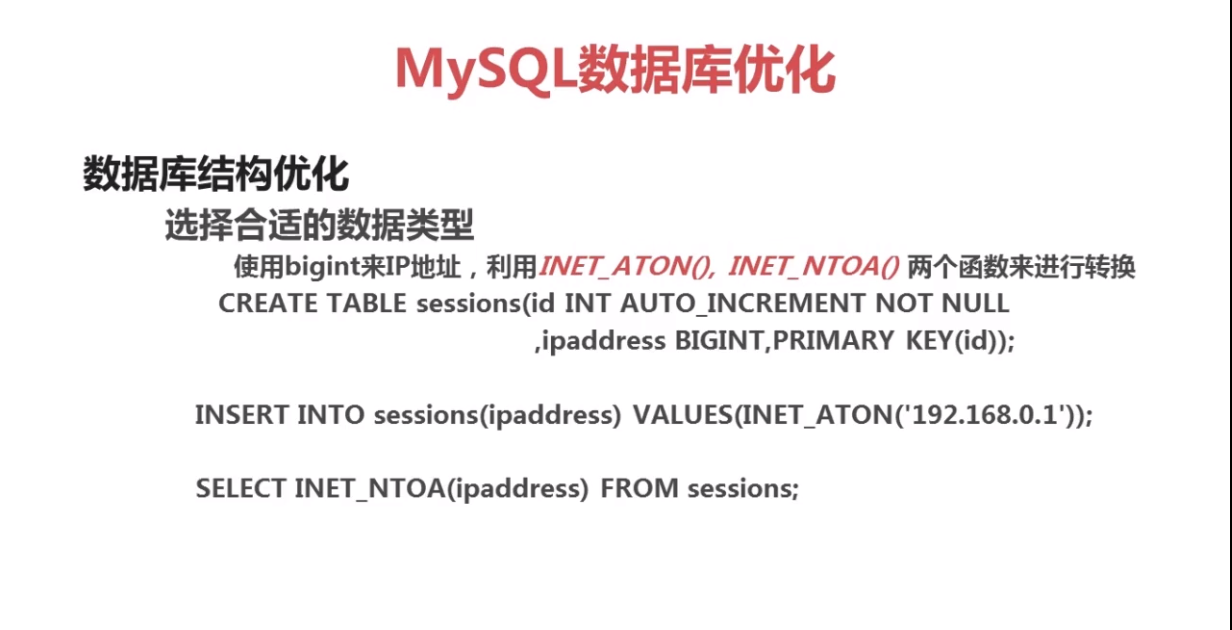 MySQL数据库优化
数据库结构优化
选择合适的数据类型
使用bigint来IP地址，利用INET_ATON(), INET_NTOA() 两个函数来进行转换
CREATE TABLE sessions(id INT AUTO_INCREMENT NOT NULL
,ipaddress BIGINT,PRIMARY KEY(id));
INSERT INTO sessions(ipaddress) VALUES(INET_ATON('192.168.0.1'));
SELECT INET_NTOA(ipaddress) FROM sessions;